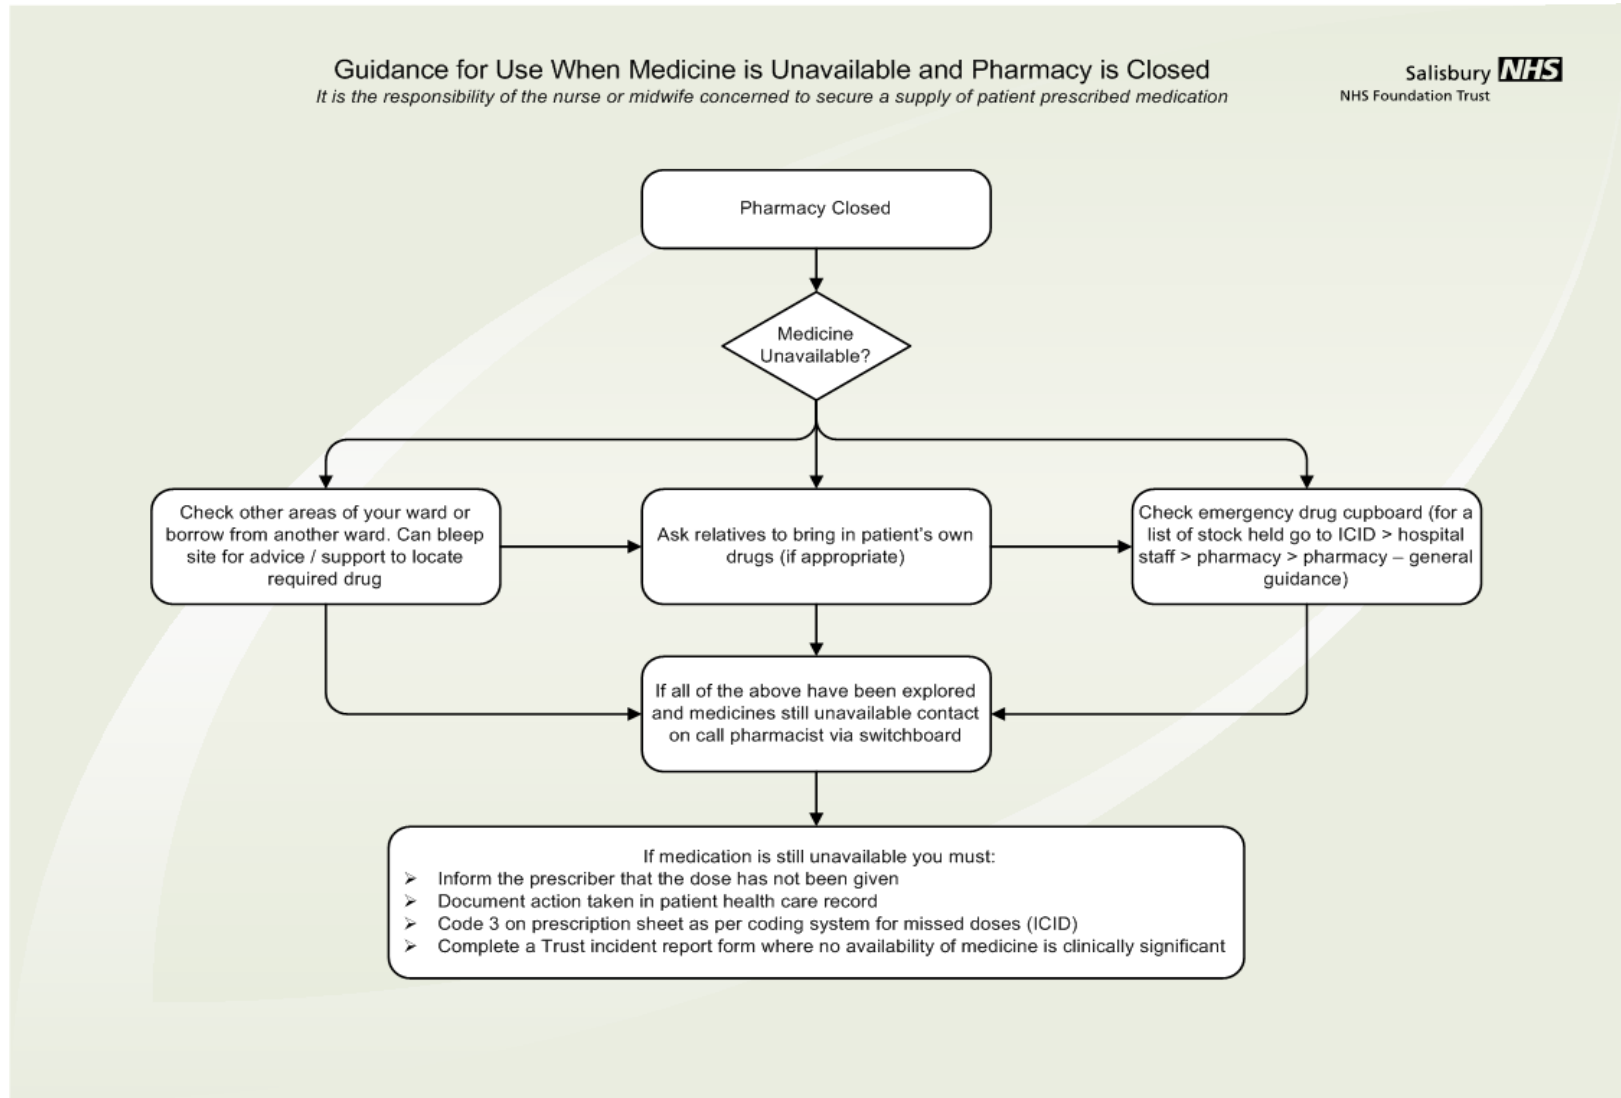 Guidance for Use When Medicine is Unavailable and Pharmacy is Closed
It is the responsibility of the nurse or midwife concerned to secure a supply of patient prescribed medication
Salisbury NHS
NHS Foundation Trust
Pharmacy Closed
Medicine
Unavailable?
Check other areas of your ward or
borrow from another ward. Can bleep
site for advice / support to locate
required drug
Ask relatives to bring in patient’s own
drugs (if appropriate)
Check emergency drug cupboard (for a
list of stock held go to ICID > hospital
staff > pharmacy > pharmacy – general
guidance)
If all of the above have been explored
and medicines still unavailable contact
on call pharmacist via switchboard
If medication is still unavailable you must:
➢ Inform the prescriber that the dose has not been given
➢ Document action taken in patient health care record
➢ Code 3 on prescription sheet as per coding system for missed doses (ICID)
➢ Complete a Trust incident report form where no availability of medicine is clinically significant